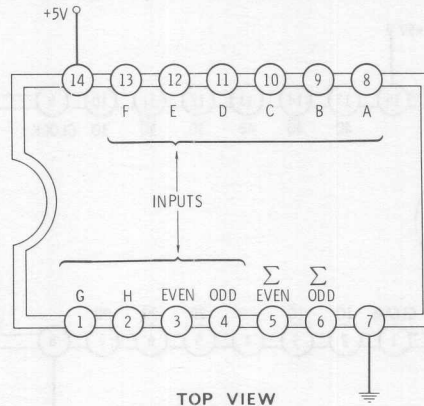 +5V
14 13 12 11 10 9 8
F E D C B A
INPUTS
Σ Σ
G H EVEN ODD EVEN ODD
1 2 3 4 5 6 7
TOP VIEW